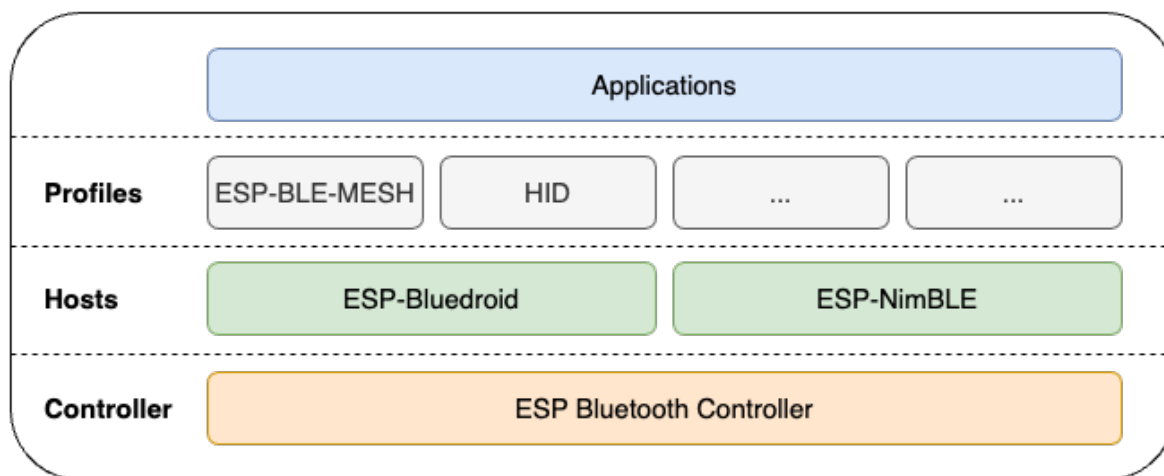 Applications
Profiles
ESP-BLE-MESH
HID
...
...
Hosts
ESP-Bluedroid
ESP-NimBLE
Controller
ESP Bluetooth Controller